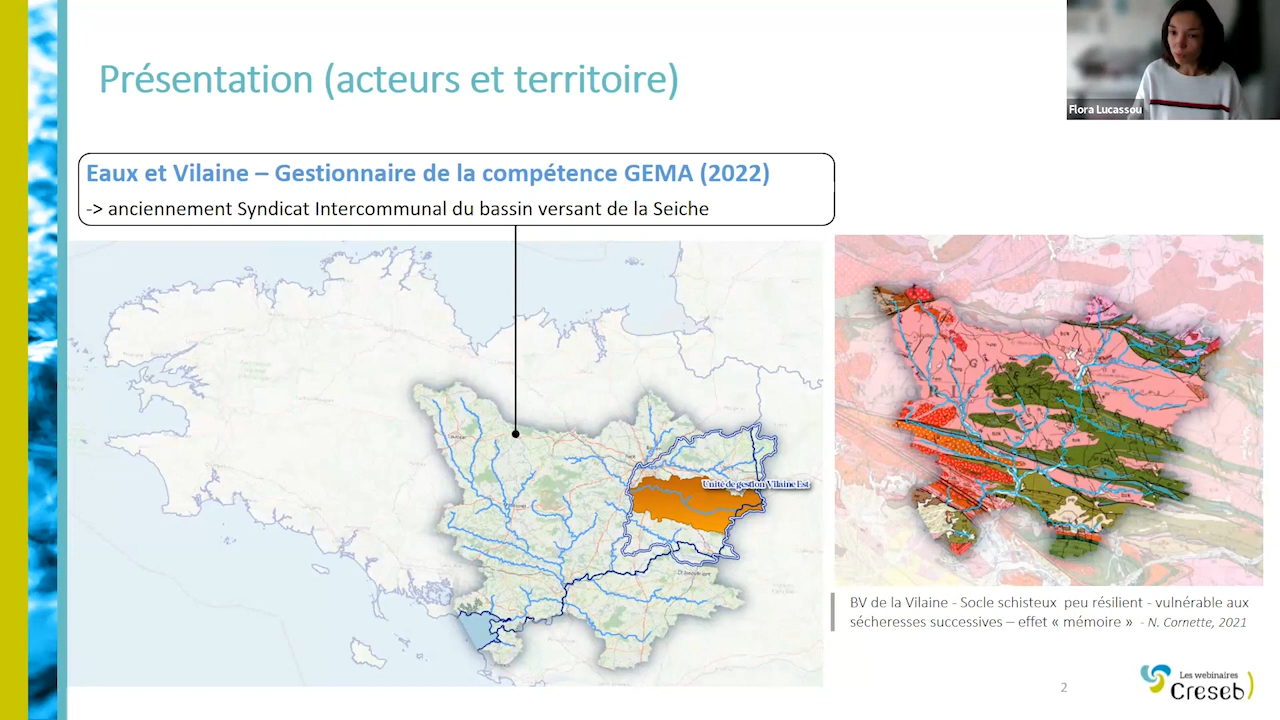 Présentation (acteurs et territoire)
Flora Lucassou
Eaux et Vilaine – Gestionnaire de la compétence GEMA (2022)
-> anciennement Syndicat Intercommunal du bassin versant de la Seiche
Unité de gestion Vilaine Est
BV de la Vilaine - Socle schisteux peu résilient - vulnérable aux
sécheresses successives – effet « mémoire » - N. Cornette, 2021
2
Les webinaires
Creseb